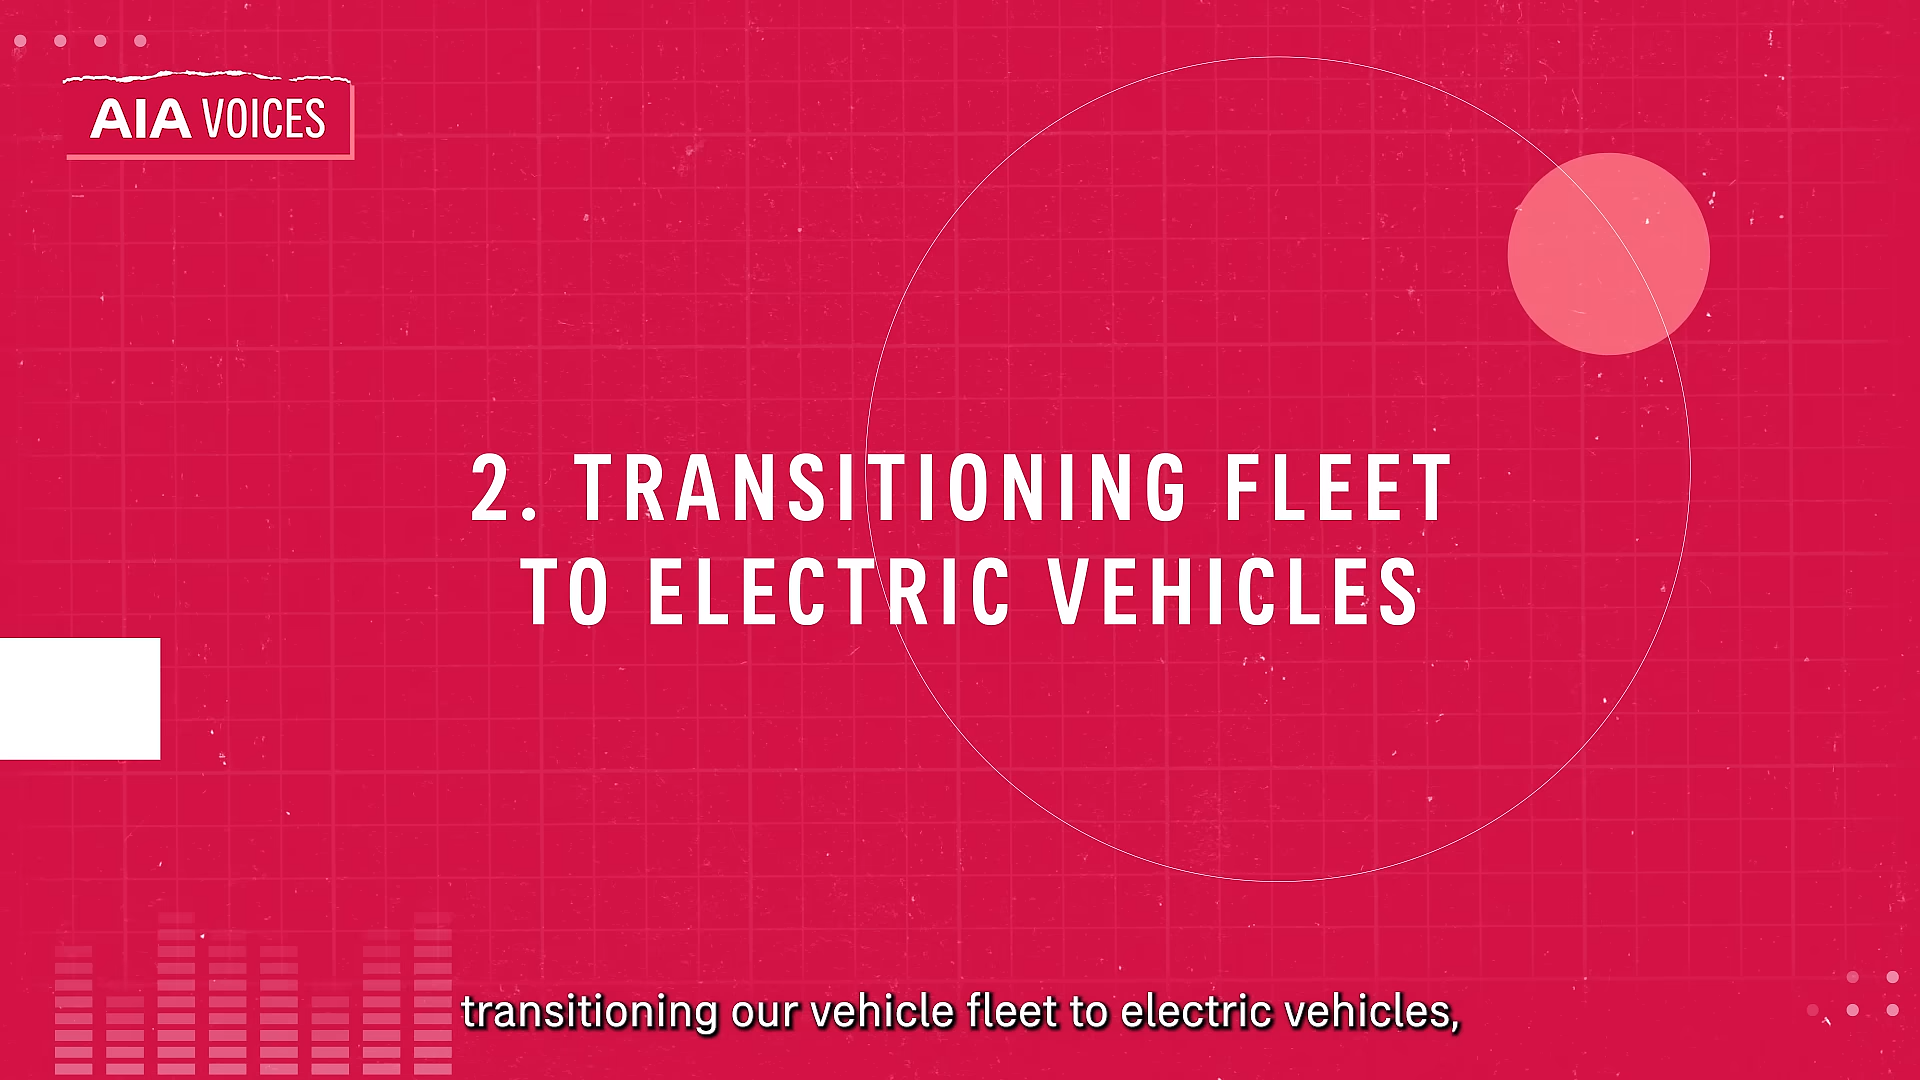 AIA VOICES
2. TRANSITIONING FLEET
TO ELECTRIC VEHICLES
transitioning our vehicle fleet to electric vehicles,